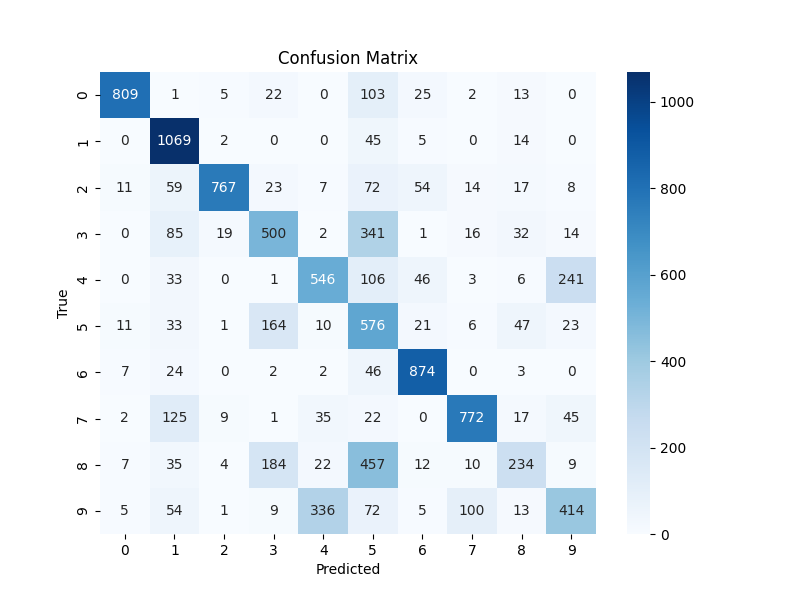 Confusion Matrix
0 809 1 5 22 0 103 25 2 13 0
1 0 1069 2 0 0 45 5 0 14 0
2 11 59 767 23 7 72 54 14 17 8
3 0 85 19 500 2 341 1 16 32 14
4 0 33 0 1 546 106 46 3 6 241
5 11 33 1 164 10 576 21 6 47 23
6 7 24 0 2 2 46 874 0 3 0
7 2 125 9 1 35 22 0 772 17 45
8 7 35 4 184 22 457 12 10 234 9
9 5 54 1 9 336 72 5 100 13 414
0 1 2 3 4 5 6 7 8 9
Predicted
True
1000
800
600
400
200
0